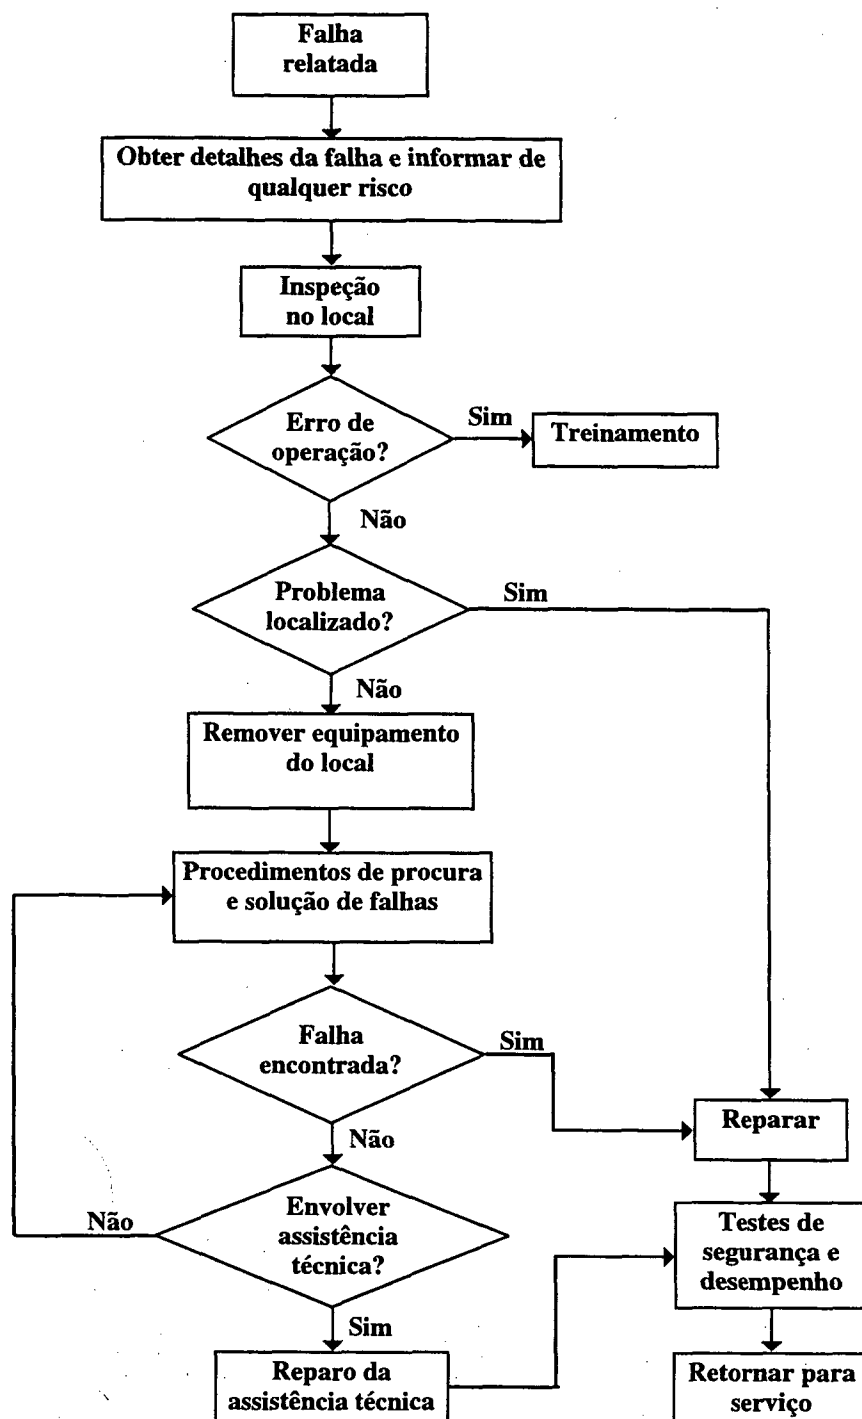 Falha
relatada
Obter detalhes da falha e informar de
qualquer risco
Inspeção
no local
Erro de
operação?
Sim
Treinamento
Não
Problema
localizado?
Sim
Não
Remover equipamento
do local
Procedimentos de procura
e solução de falhas
Falha
encontrada?
Sim
Reparar
Não
Envolver
assistência
técnica?
Não
Testes de
segurança e
desempenho
Sim
Reparo da
assistência técnica
Retornar para
serviço